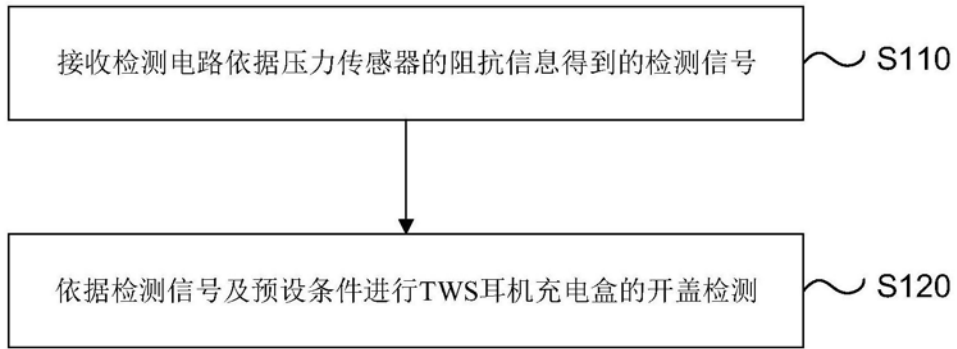 接收检测电路依据压力传感器的阻抗信息得到的检测信号
S110
依据检测信号及预设条件进行TWS耳机充电盒的开盖检测
S120